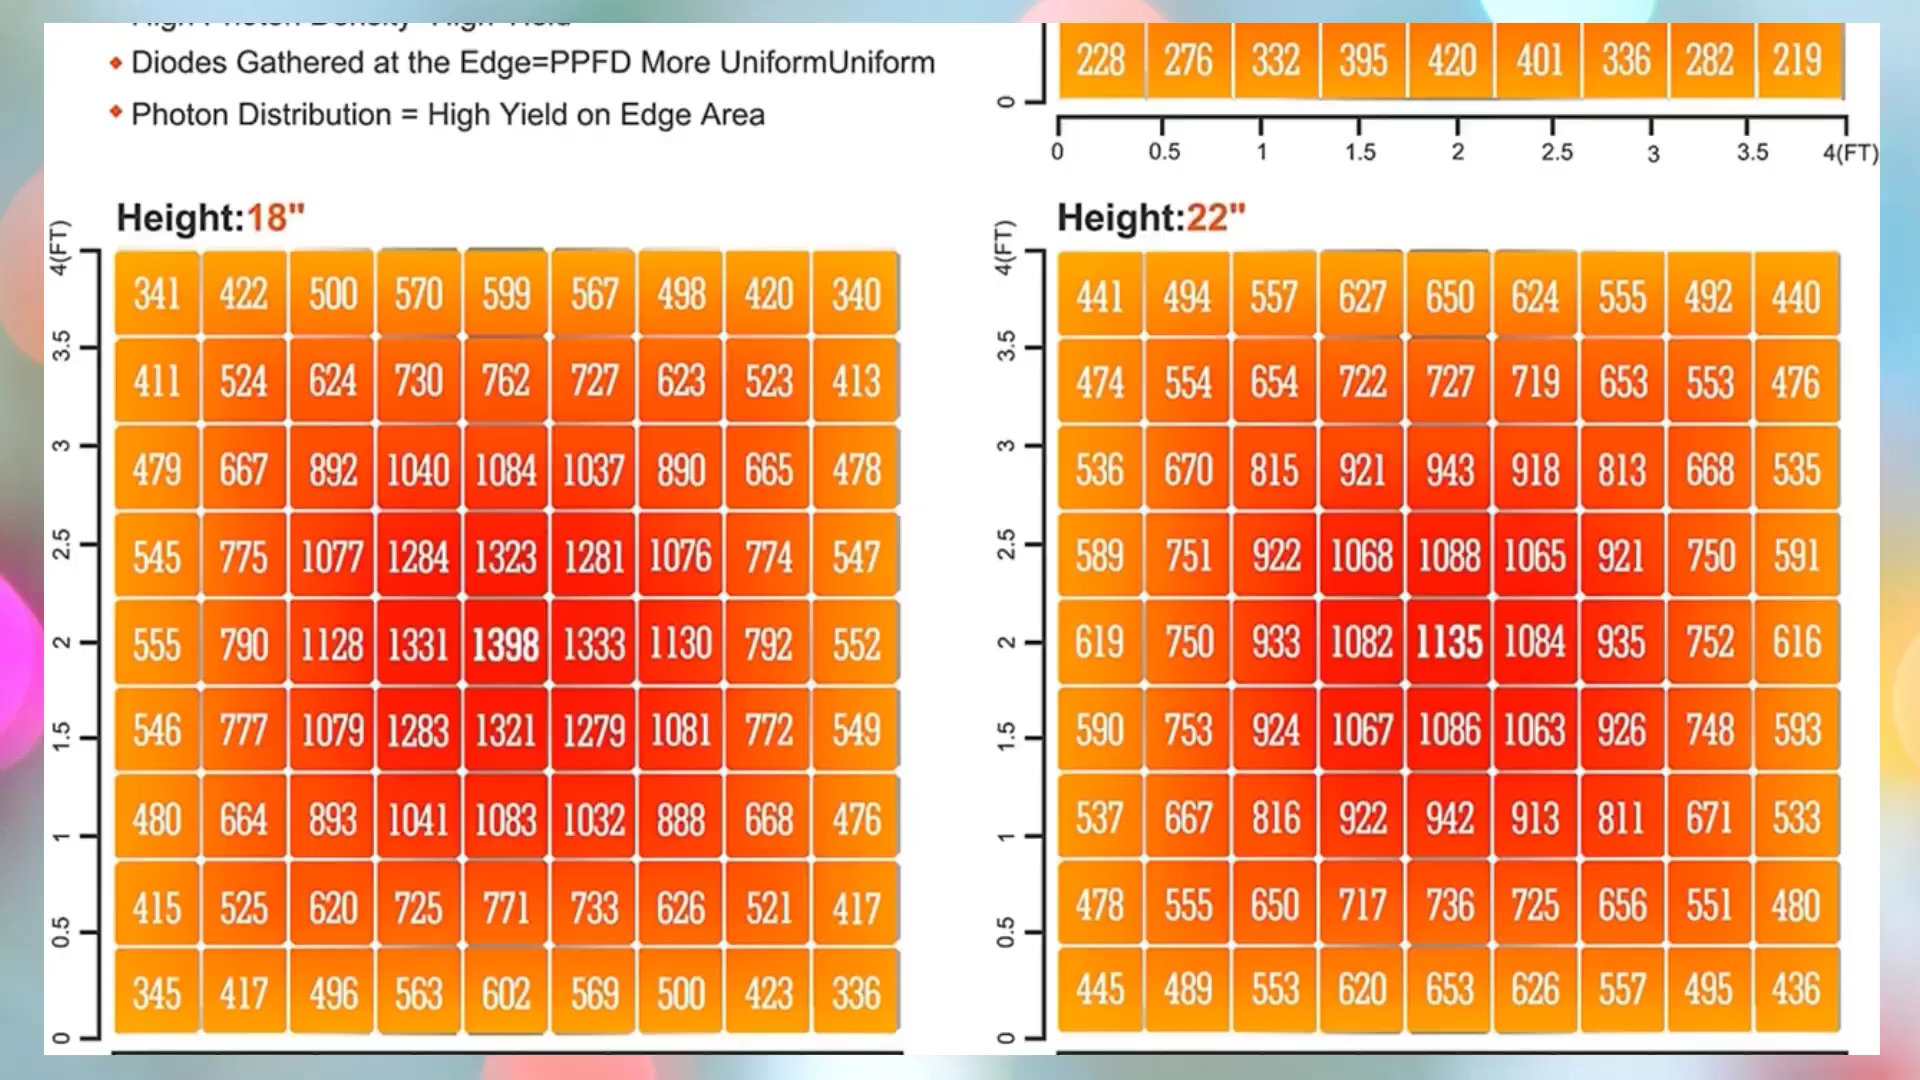 Diodes Gathered at the Edge=PPFD More UniformUniform
Photon Distribution = High Yield on Edge Area
228 276 332 395 420 401 336 282 219
0
0 0.5 1 1.5 2 2.5 3 3.5 4(FT)
Height:18"
4(FT)
341 422 500 570 599 567 498 420 340
3.5
411 524 624 730 762 727 623 523 413
3
479 667 892 1040 1084 1037 890 665 478
2.5
545 775 1077 1284 1323 1281 1076 774 547
2
555 790 1128 1331 1398 1333 1130 792 552
1.5
546 777 1079 1283 1321 1279 1081 772 549
1
480 664 893 1041 1083 1032 888 668 476
0.5
415 525 620 725 771 733 626 521 417
345 417 496 563 602 569 500 423 336
0
Height:22"
4(FT)
441 494 557 627 650 624 555 492 440
3.5
474 554 654 722 727 719 653 553 476
3
536 670 815 921 943 918 813 668 535
2.5
589 751 922 1068 1088 1065 921 750 591
2
619 750 933 1082 1135 1084 935 752 616
1.5
590 753 924 1067 1086 1063 926 748 593
1
537 667 816 922 942 913 811 671 533
0.5
478 555 650 717 736 725 656 551 480
445 489 553 620 653 626 557 495 436
0